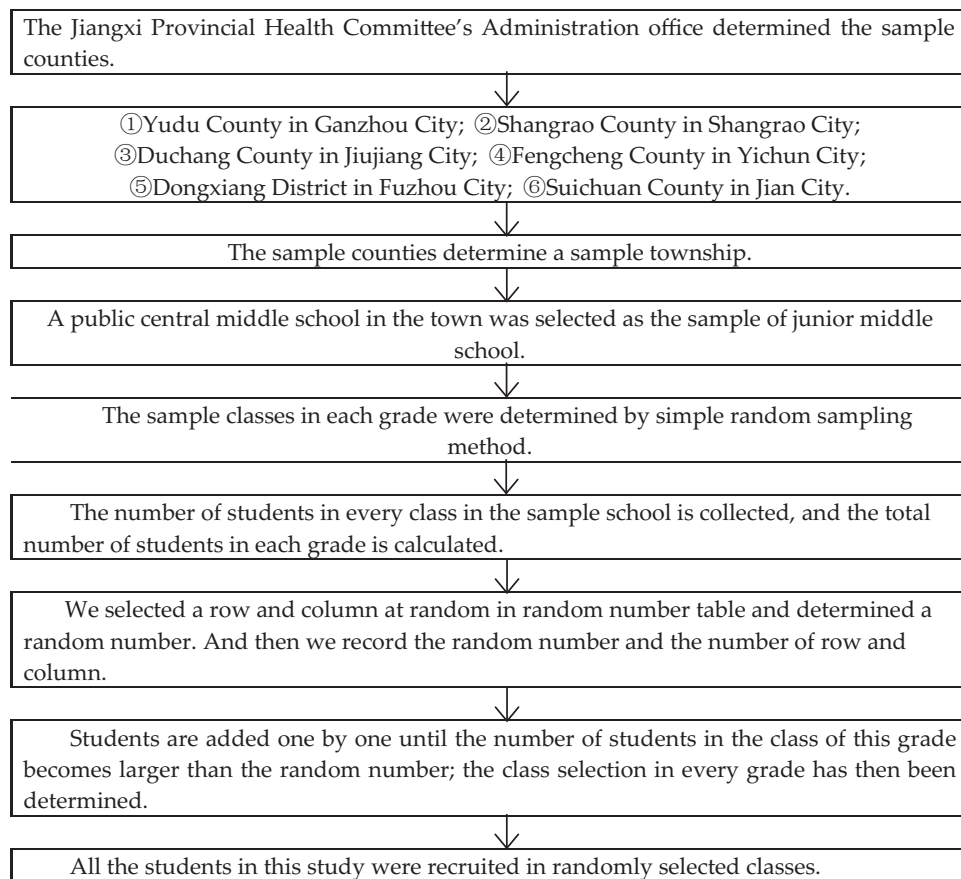 The Jiangxi Provincial Health Committee’s Administration office determined the sample
counties.
①Yudu County in Ganzhou City; ②Shangrao County in Shangrao City;
③Duchang County in Jiujiang City; ④Fengcheng County in Yichun City;
⑤Dongxiang District in Fuzhou City; ⑥Suichuan County in Jian City.
The sample counties determine a sample township.
A public central middle school in the town was selected as the sample of junior middle
school.
The sample classes in each grade were determined by simple random sampling
method.
The number of students in every class in the sample school is collected, and the total
number of students in each grade is calculated.
We selected a row and column at random in random number table and determined a
random number. And then we record the random number and the number of row and
column.
Students are added one by one until the number of students in the class of this grade
becomes larger than the random number; the class selection in every grade has then been
determined.
All the students in this study were recruited in randomly selected classes.